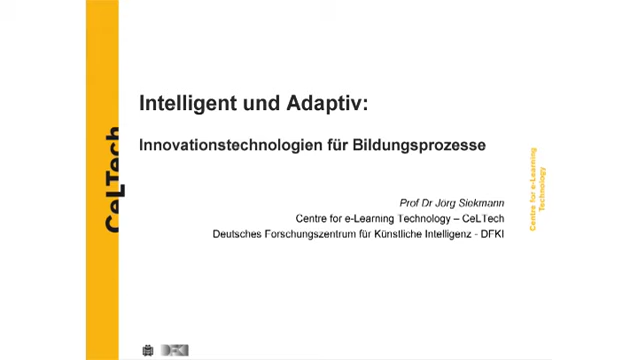 Intelligent und Adaptiv:
Innovationstechnologien für Bildungsprozesse
Prof Dr Jörg Siekmann
Centre for e-Learning Technology – CeLTech
Deutsches Forschungszentrum für Künstliche Intelligenz - DFKI
CeLTech
Centre for e-Learning
Technology
DFKI